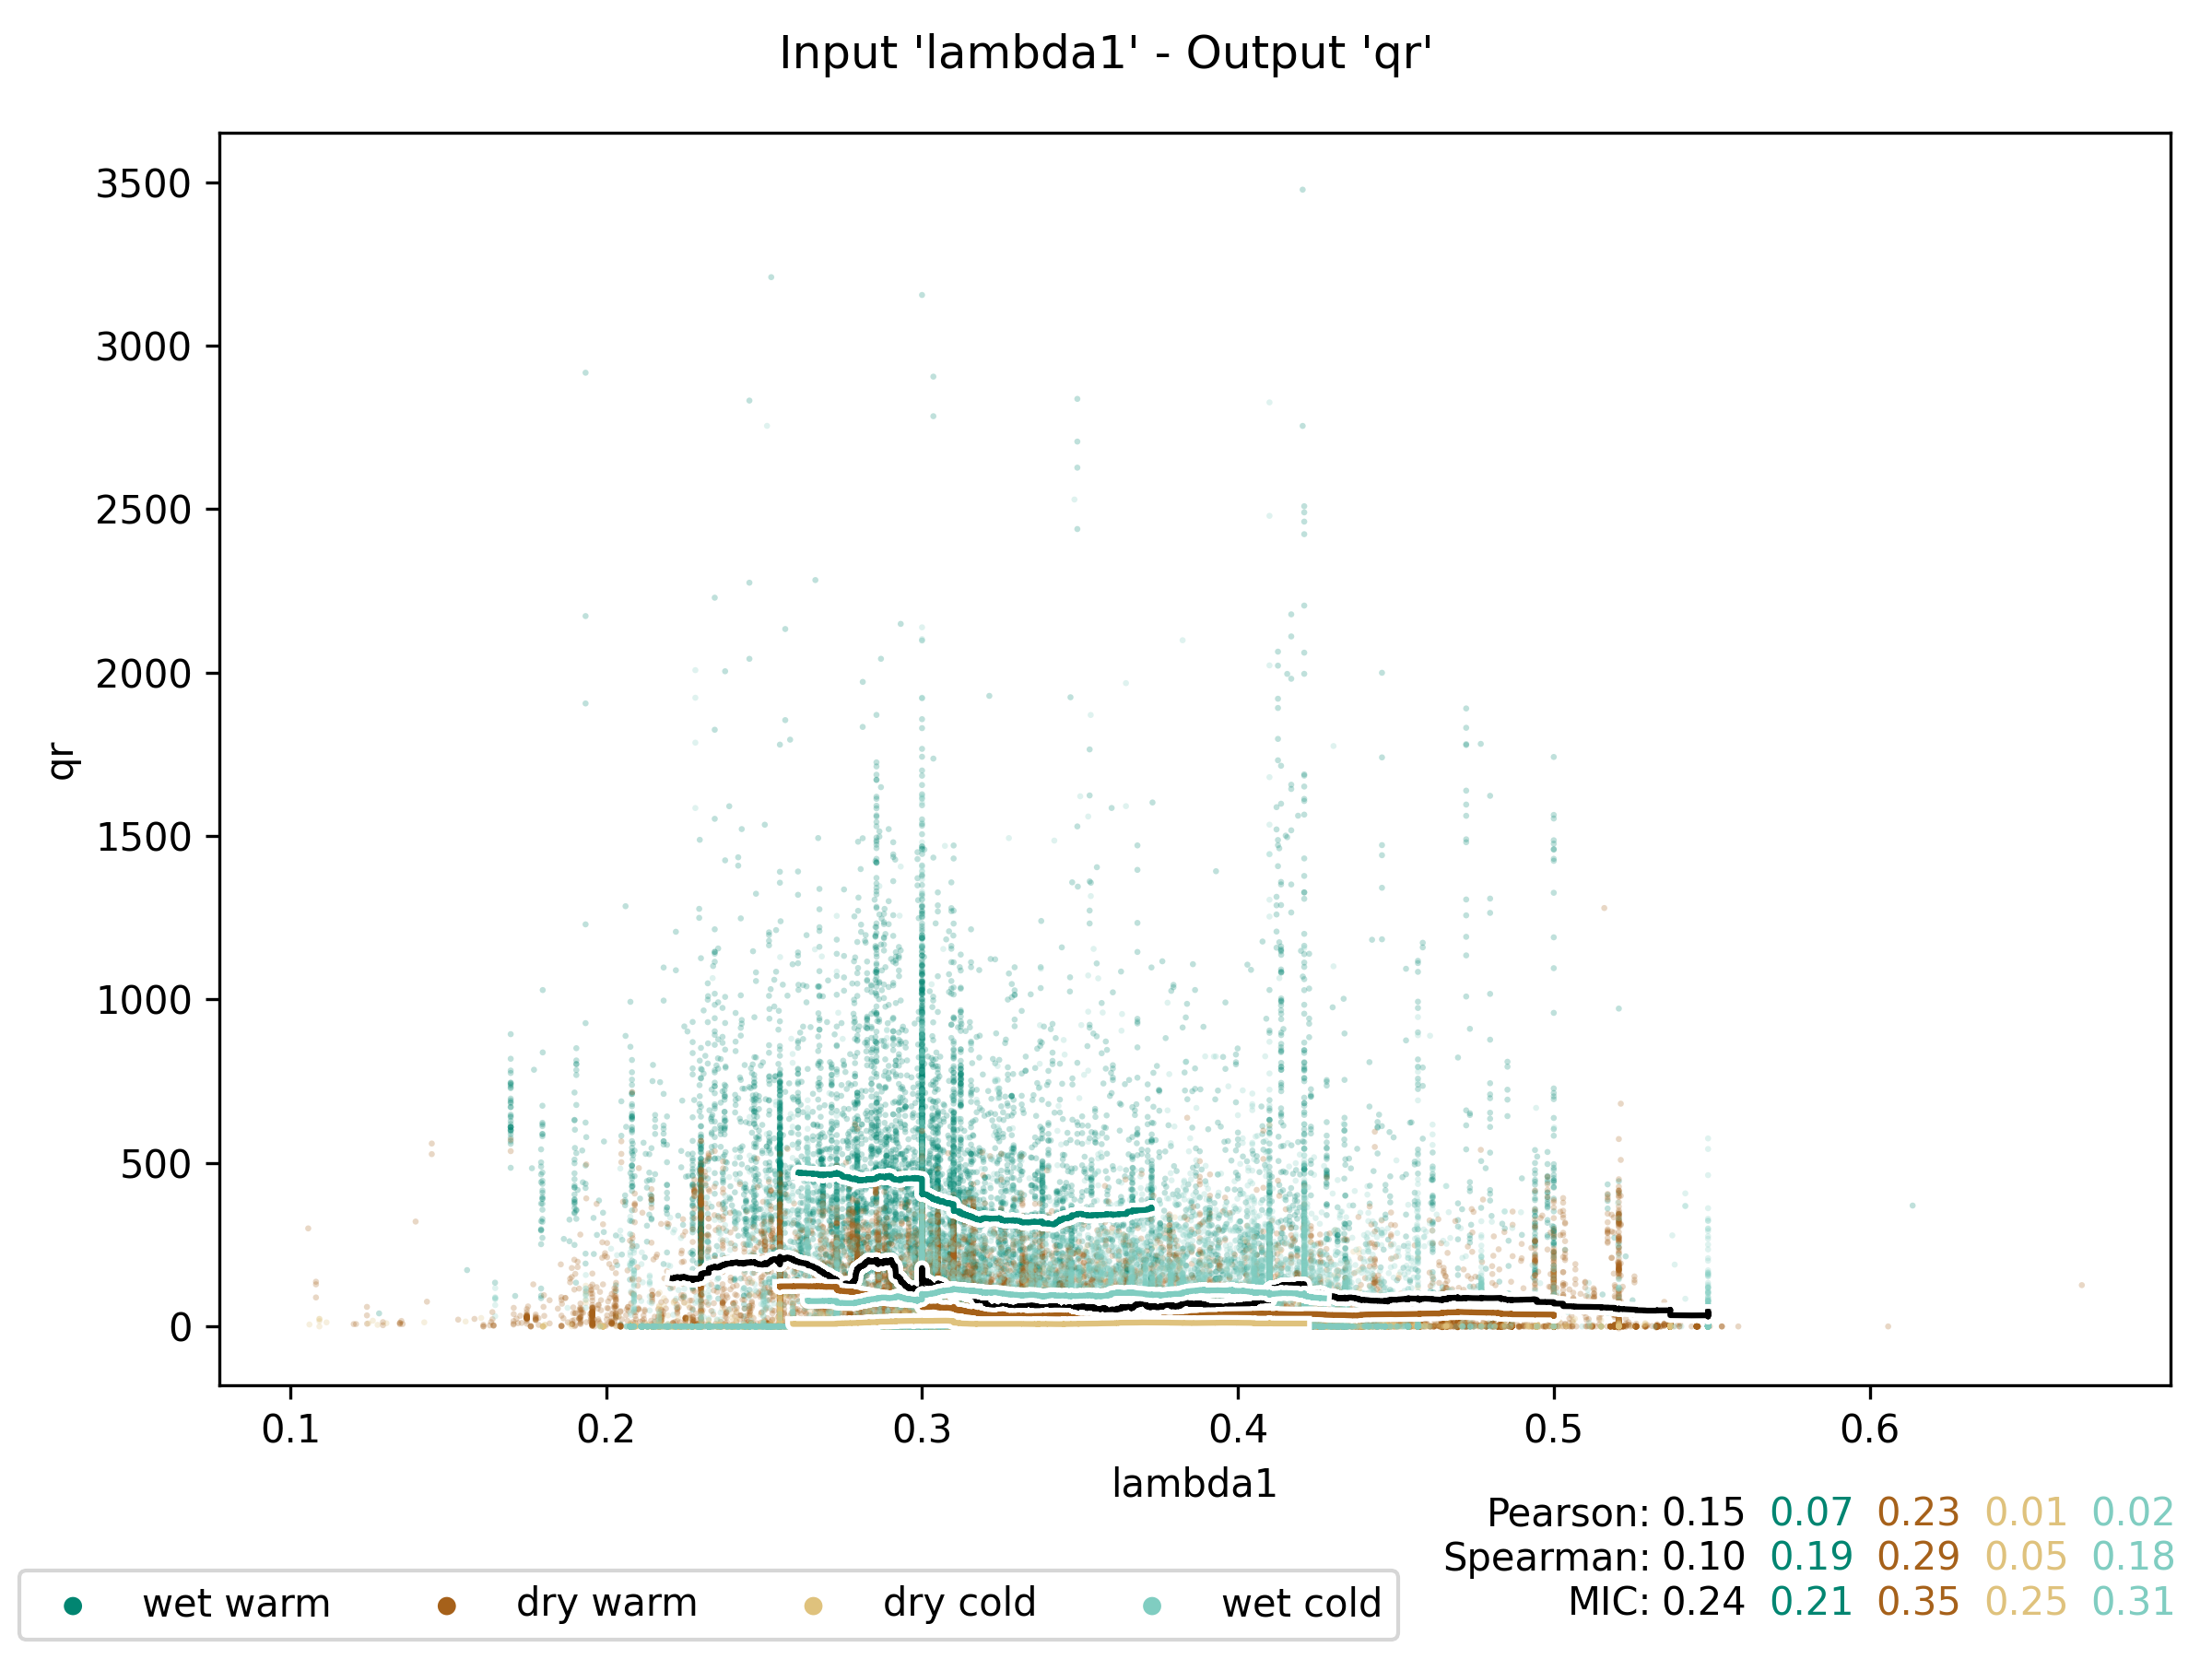 Input 'lambda1' - Output 'qr'
3500
3000
2500
2000
1500
1000
500
0
qr
0.1 0.2 0.3 0.4 0.5 0.6
lambda1
Pearson: 0.15 0.07 0.23 0.01 0.02
Spearman: 0.10 0.19 0.29 0.05 0.18
MIC: 0.24 0.21 0.35 0.25 0.31
wet warm dry warm dry cold wet cold